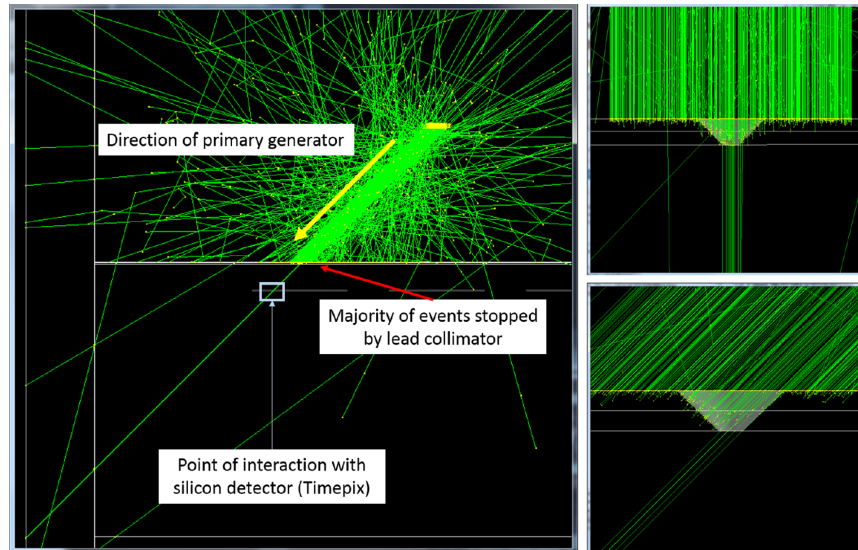 Direction of primary generator
Majority of events stopped
by lead collimator
Point of interaction with
silicon detector (Timepix)